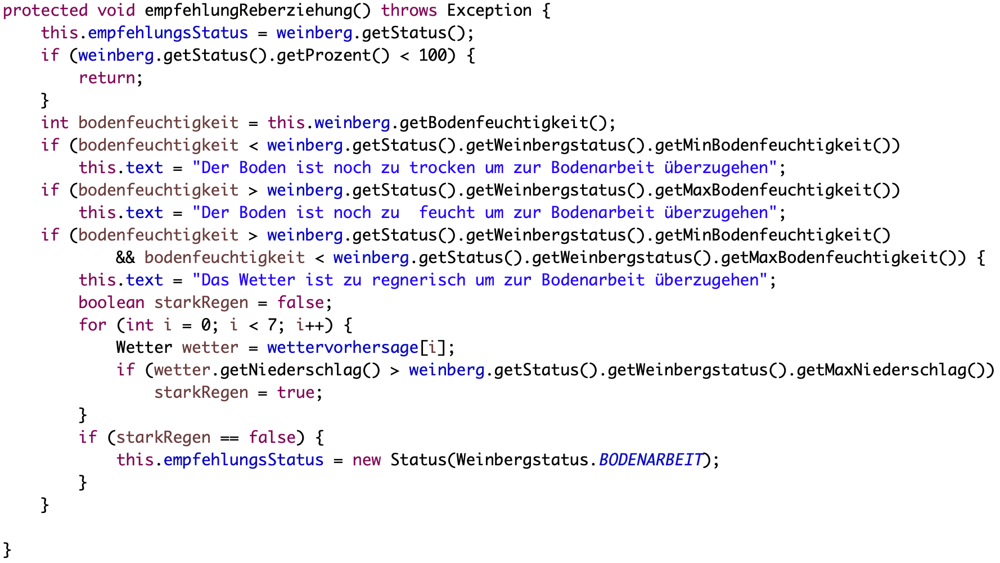 protected void empfehlungReberziehung() throws Exception {
    this.empfehlungsStatus = weinberg.getStatus();
    if (weinberg.getStatus().getProzent() < 100) {
        return;
    }
    int bodenfeuchtigkeit = this.weinberg.getBodenfeuchtigkeit();
    if (bodenfeuchtigkeit < weinberg.getStatus().getWeinbergstatus().getMinBodenfeuchtigkeit())
        this.text = "Der Boden ist noch zu trocken um zur Bodenarbeit überzugehen";
    if (bodenfeuchtigkeit > weinberg.getStatus().getWeinbergstatus().getMaxBodenfeuchtigkeit())
        this.text = "Der Boden ist noch zu  feucht um zur Bodenarbeit überzugehen";
    if (bodenfeuchtigkeit > weinberg.getStatus().getWeinbergstatus().getMinBodenfeuchtigkeit()
            && bodenfeuchtigkeit < weinberg.getStatus().getWeinbergstatus().getMaxBodenfeuchtigkeit()) {
        this.text = "Das Wetter ist zu regnerisch um zur Bodenarbeit überzugehen";
        boolean starkRegen = false;
        for (int i = 0; i < 7; i++) {
            Wetter wetter = wettervorhersage[i];
            if (wetter.getNiederschlag() > weinberg.getStatus().getWeinbergstatus().getMaxNiederschlag())
                starkRegen = true;
        }
        if (starkRegen == false) {
            this.empfehlungsStatus = new Status(Weinbergstatus.BODENARBEIT);
        }
    }

}